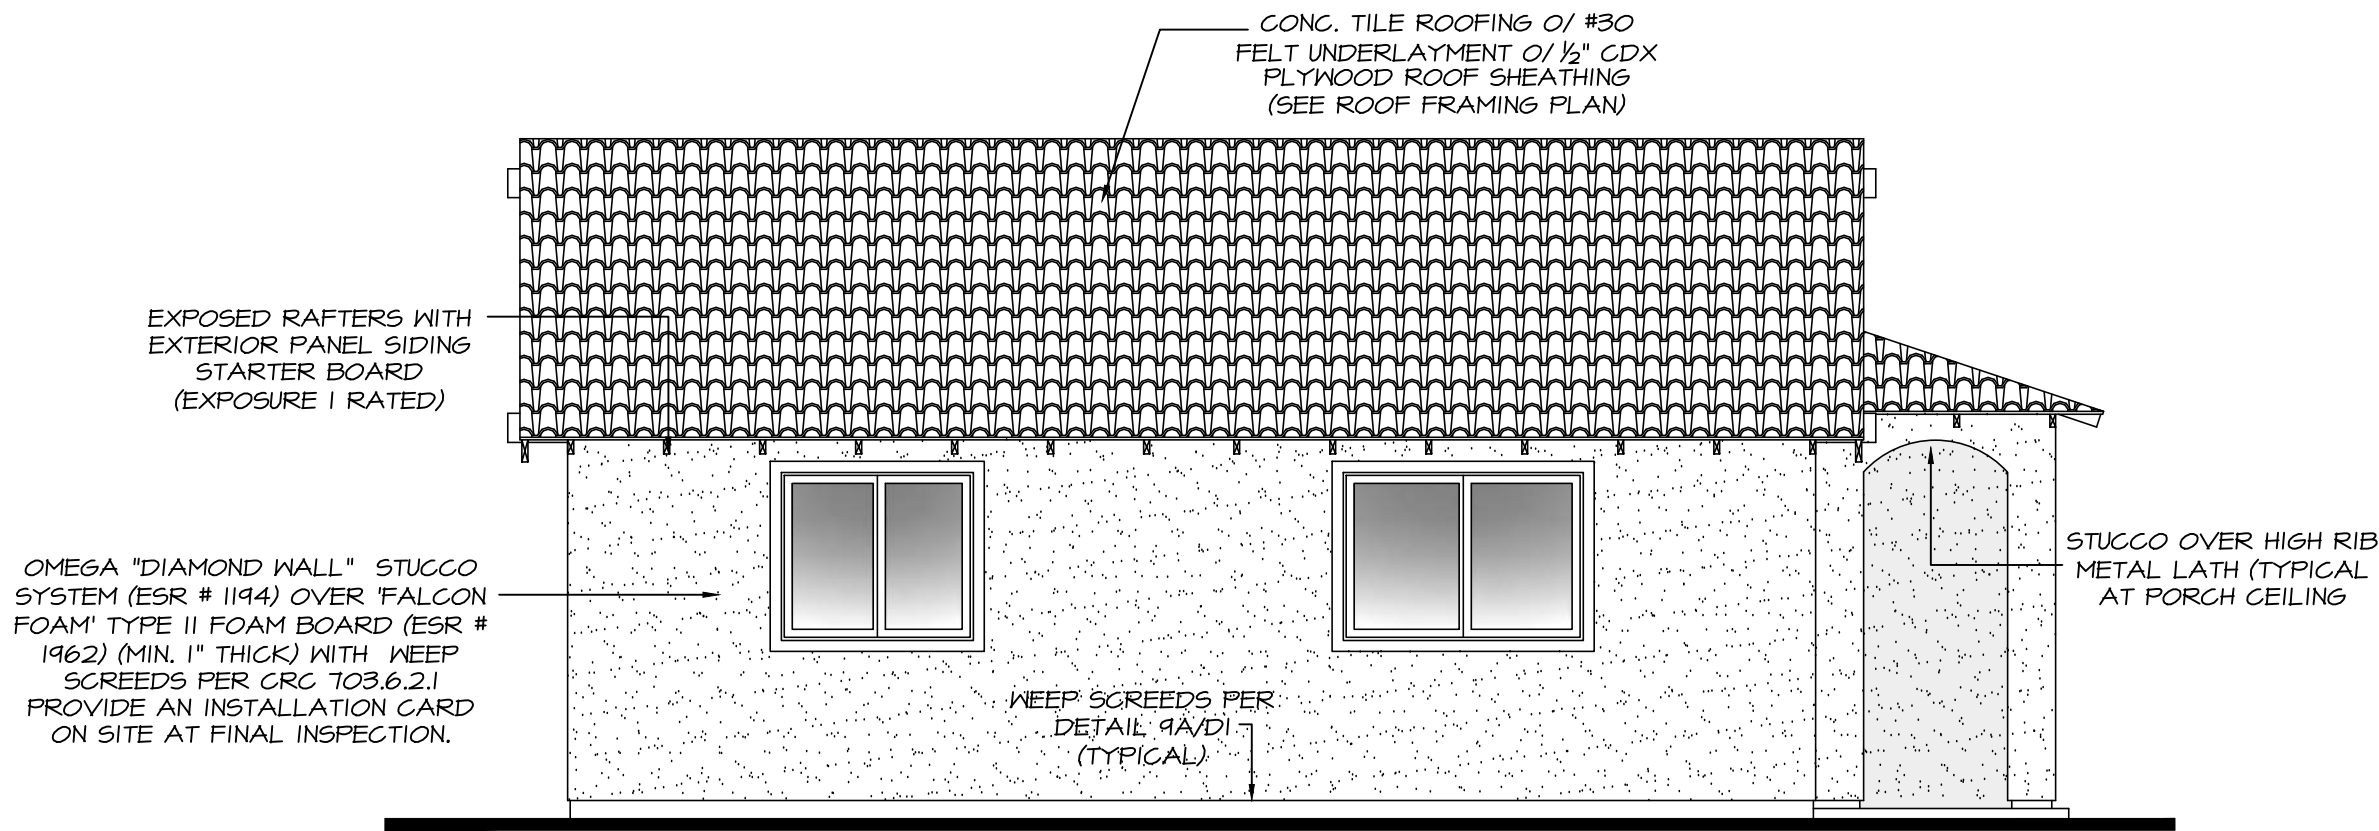 CONC. TILE ROOFING O/ #30
FELT UNDERLAYMENT O/ ½" CDX
PLYWOOD ROOF SHEATHING
(SEE ROOF FRAMING PLAN)
EXPOSED RAFTERS WITH
EXTERIOR PANEL SIDING
STARTER BOARD
(EXPOSURE 1 RATED)
OMEGA "DIAMOND WALL" STUCCO
SYSTEM (ESR # 1194) OVER 'FALCON
FOAM' TYPE II FOAM BOARD (ESR #
1962) (MIN. 1" THICK) WITH WEEP
SCREEDS PER CRC 703.6.2.1
PROVIDE AN INSTALLATION CARD
ON SITE AT FINAL INSPECTION.
WEEP SCREEDS PER
DETAIL 9A/D1
(TYPICAL)
STUCCO OVER HIGH RIB
METAL LATH (TYPICAL
AT PORCH CEILING